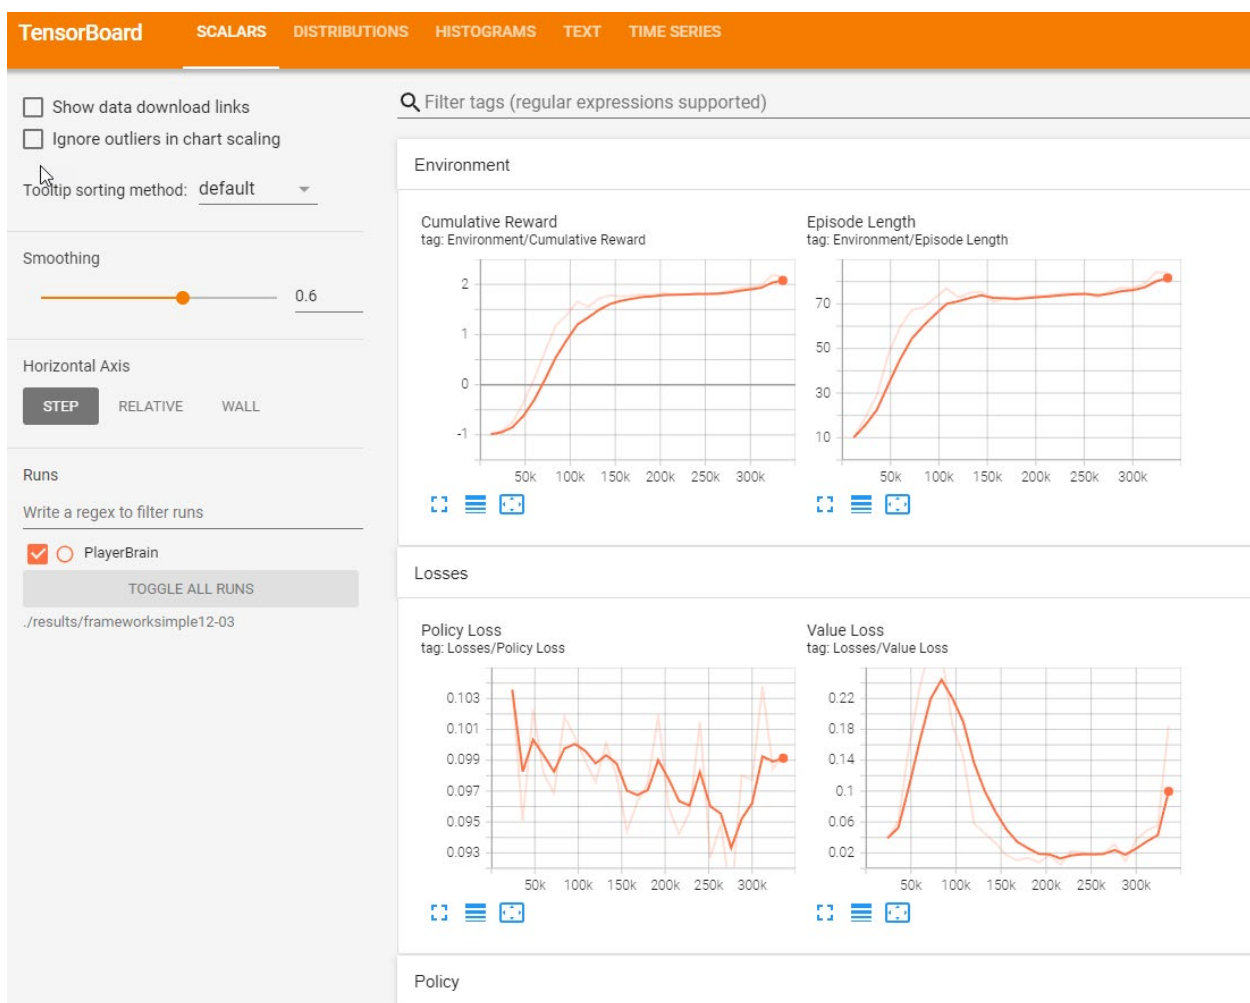 TensorBoard SCALARS DISTRIBUTIONS HISTOGRAMS TEXT TIME SERIES
Show data download links
Ignore outliers in chart scaling
Tooltip sorting method: default
Smoothing
0.6
Horizontal Axis
STEP RELATIVE WALL
Runs
Write a regex to filter runs
PlayerBrain
TOGGLE ALL RUNS
./results/frameworksimple12-03
Filter tags (regular expressions supported)
Environment
Cumulative Reward
tag: Environment/Cumulative Reward
2
1
0
-1
50k 100k 150k 200k 250k 300k
Episode Length
tag: Environment/Episode Length
70
50
30
10
50k 100k 150k 200k 250k 300k
Losses
Policy Loss
tag: Losses/Policy Loss
0.103
0.101
0.099
0.097
0.095
0.093
50k 100k 150k 200k 250k 300k
Value Loss
tag: Losses/Value Loss
0.22
0.18
0.14
0.1
0.06
0.02
50k 100k 150k 200k 250k 300k
Policy